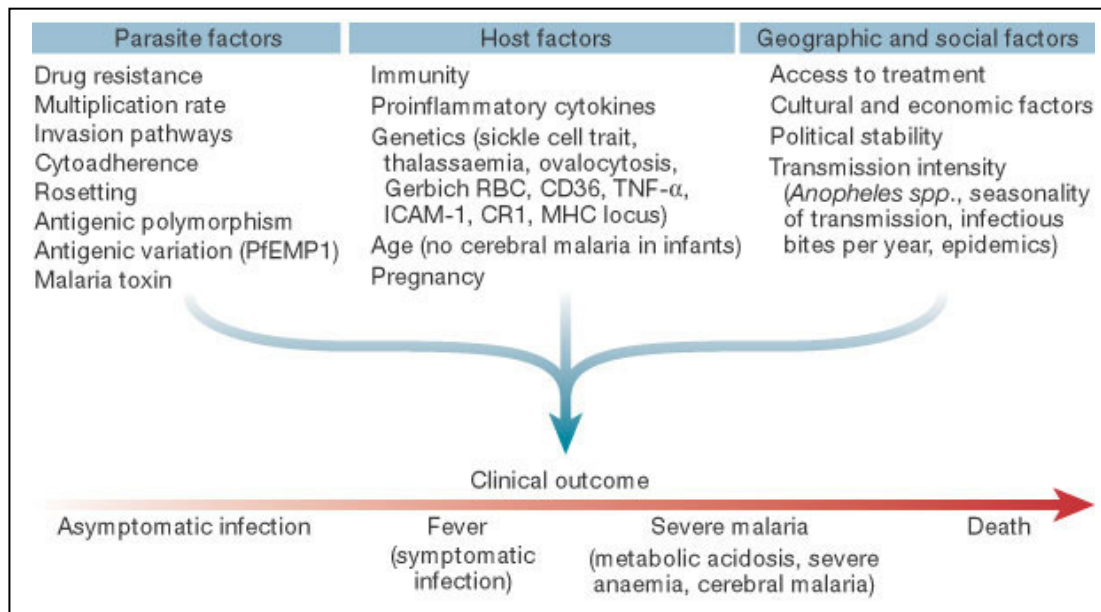 Parasite factors
Drug resistance
Multiplication rate
Invasion pathways
Cytoadherence
Rosetting
Antigenic polymorphism
Antigenic variation (PfEMP1)
Malaria toxin
Host factors
Immunity
Proinflammatory cytokines
Genetics (sickle cell trait,
thalassaemia, ovalocytosis,
Gerbich RBC, CD36, TNF-α,
ICAM-1, CR1, MHC locus)
Age (no cerebral malaria in infants)
Pregnancy
Geographic and social factors
Access to treatment
Cultural and economic factors
Political stability
Transmission intensity
(Anopheles spp., seasonality
of transmission, infectious
bites per year, epidemics)
Clinical outcome
Asymptomatic infection
Fever
(symptomatic
infection)
Severe malaria
(metabolic acidosis, severe
anaemia, cerebral malaria)
Death